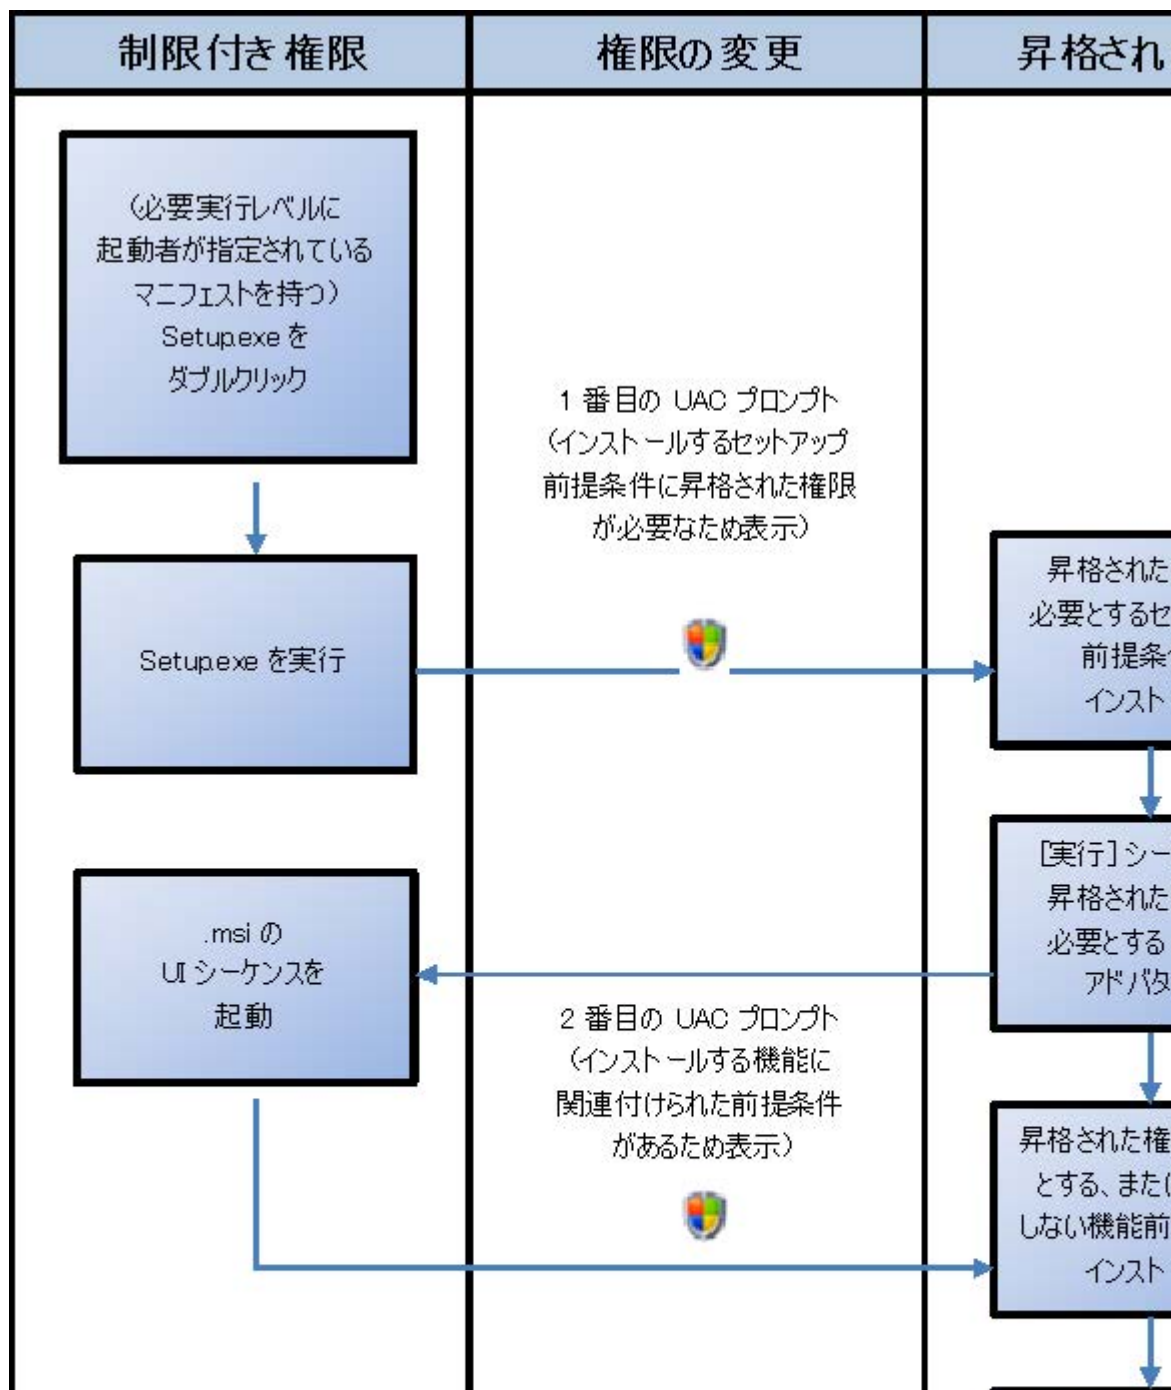 制限付き権限
権限の変更
昇格され
(必要実行レベルに
起動者が指定されている
マニフェストを持つ)
Setup.exe を
ダブルクリック
Setup.exe を実行
.msi の
UI シーケンスを
起動
1 番目の UAC プロンプト
(インストールするセットアップ
前提条件に昇格された権限
が必要なため表示)
2 番目の UAC プロンプト
(インストールする機能に
関連付けられた前提条件
があるため表示)
昇格された
必要とするセ
前提条
インスト
[実行] シー
昇格された
必要とする
アドバタ
昇格された権
とする、また
しない機能前
インスト